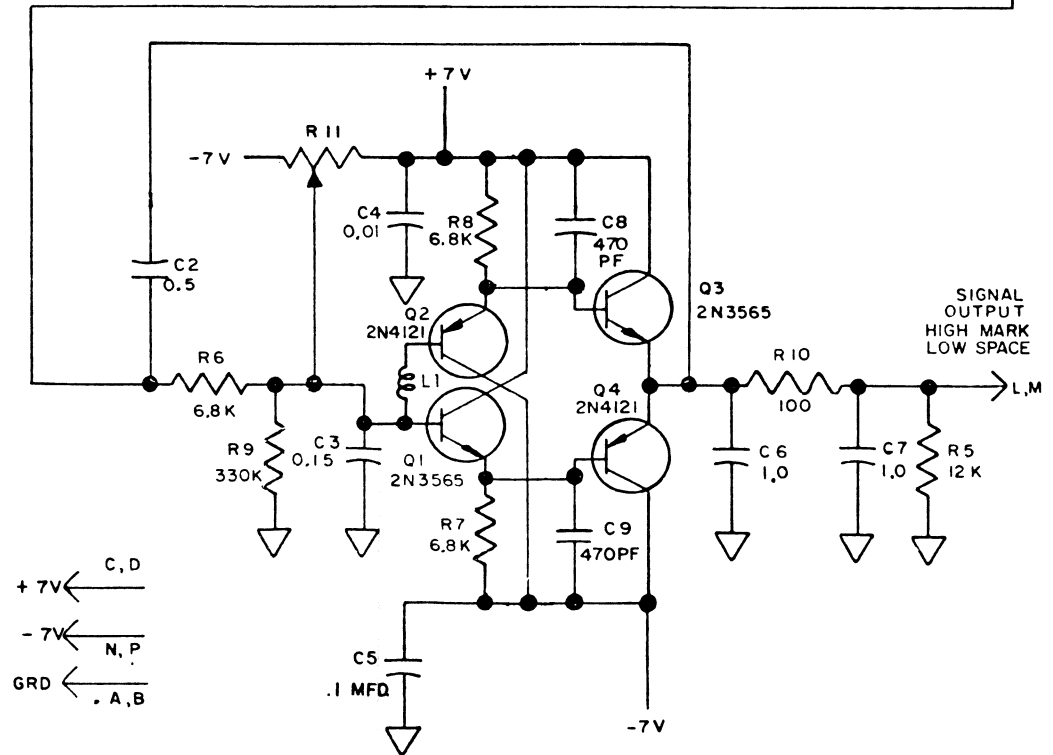 +7V
R11
-7V
C4
0.01
R8
6.8K
C8
470
PF
C2
0.5
Q3
2N3565
Q2
2N4121
SIGNAL
OUTPUT
HIGH MARK
LOW SPACE
R6
6.8K
L1
R10
100
L,M
Q4
2N4121
R9
330K
C3
0.15
Q1
2N3565
C6
1.0
C7
1.0
R5
12K
R7
6.8K
C9
470PF
C,D
+7V
-7V
N,P
GRD
A,B
C5
.1 MFD
-7V